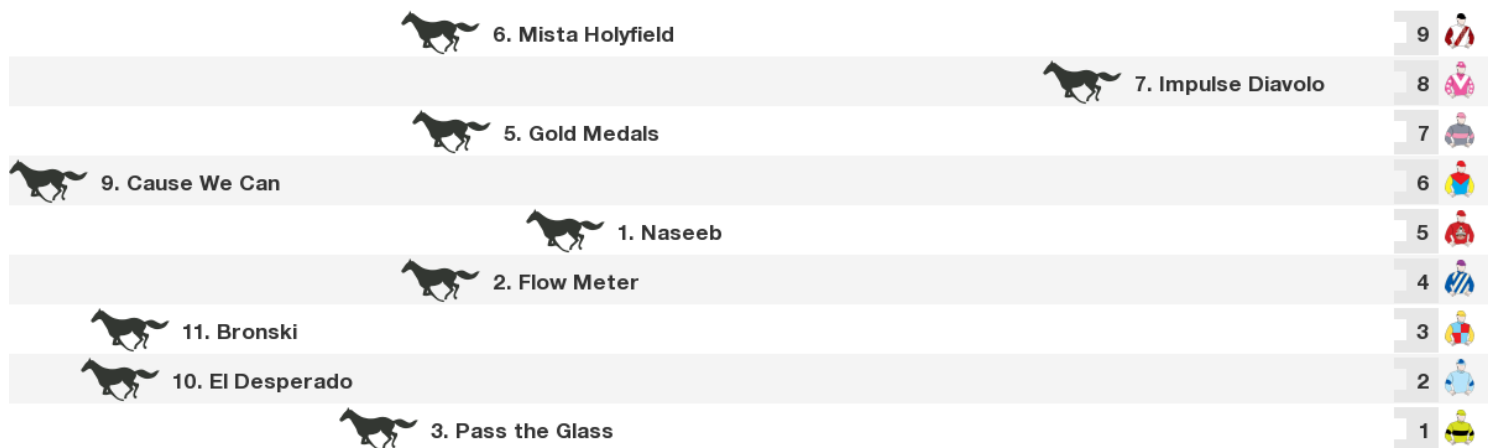 6. Mista Holyfield 9
7. Impulse Diavolo 8
5. Gold Medals 7
9. Cause We Can 6
1. Naseeb 5
2. Flow Meter 4
11. Bronski 3
10. El Desperado 2
3. Pass the Glass 1